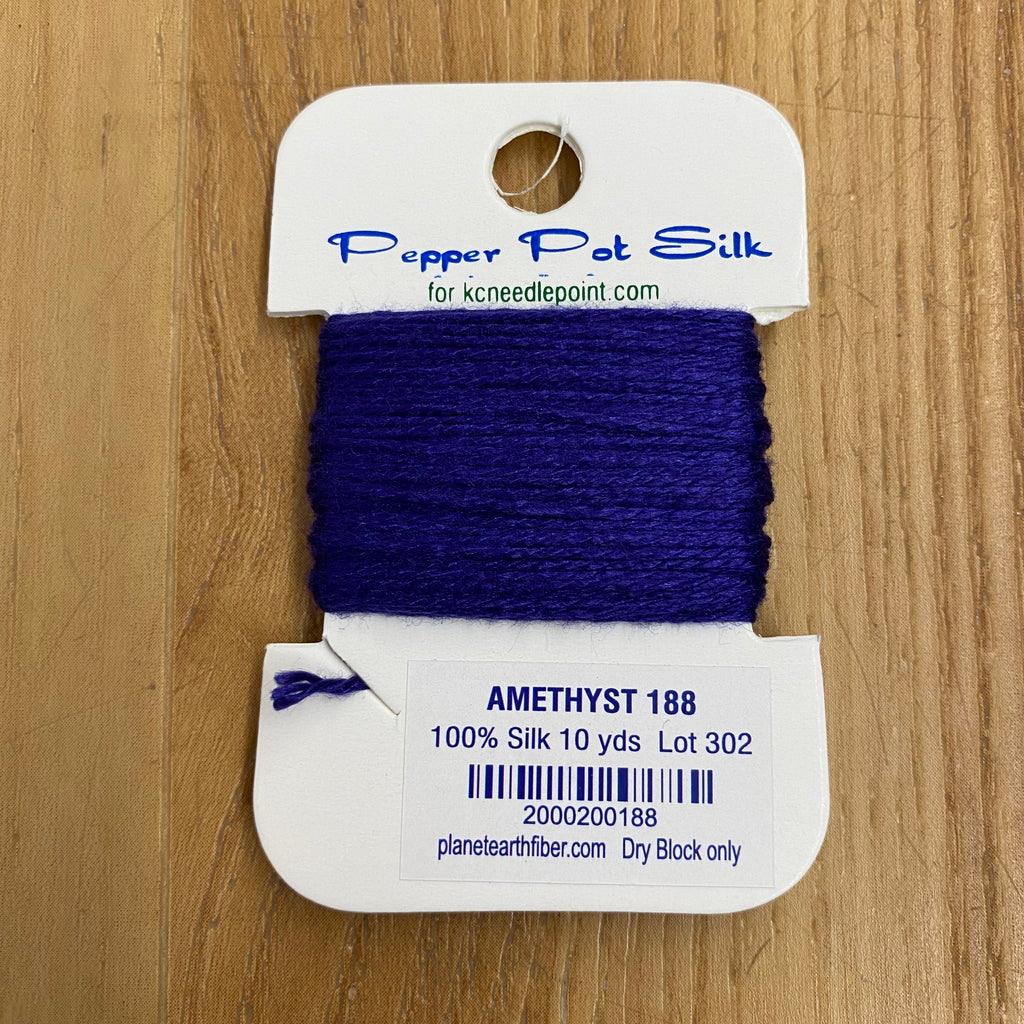 Pepper Pot Silk
for kcneedlepoint.com
AMETHYST 188
100% Silk 10 yds Lot 302
2000200188
planetearthfiber.com Dry Block only